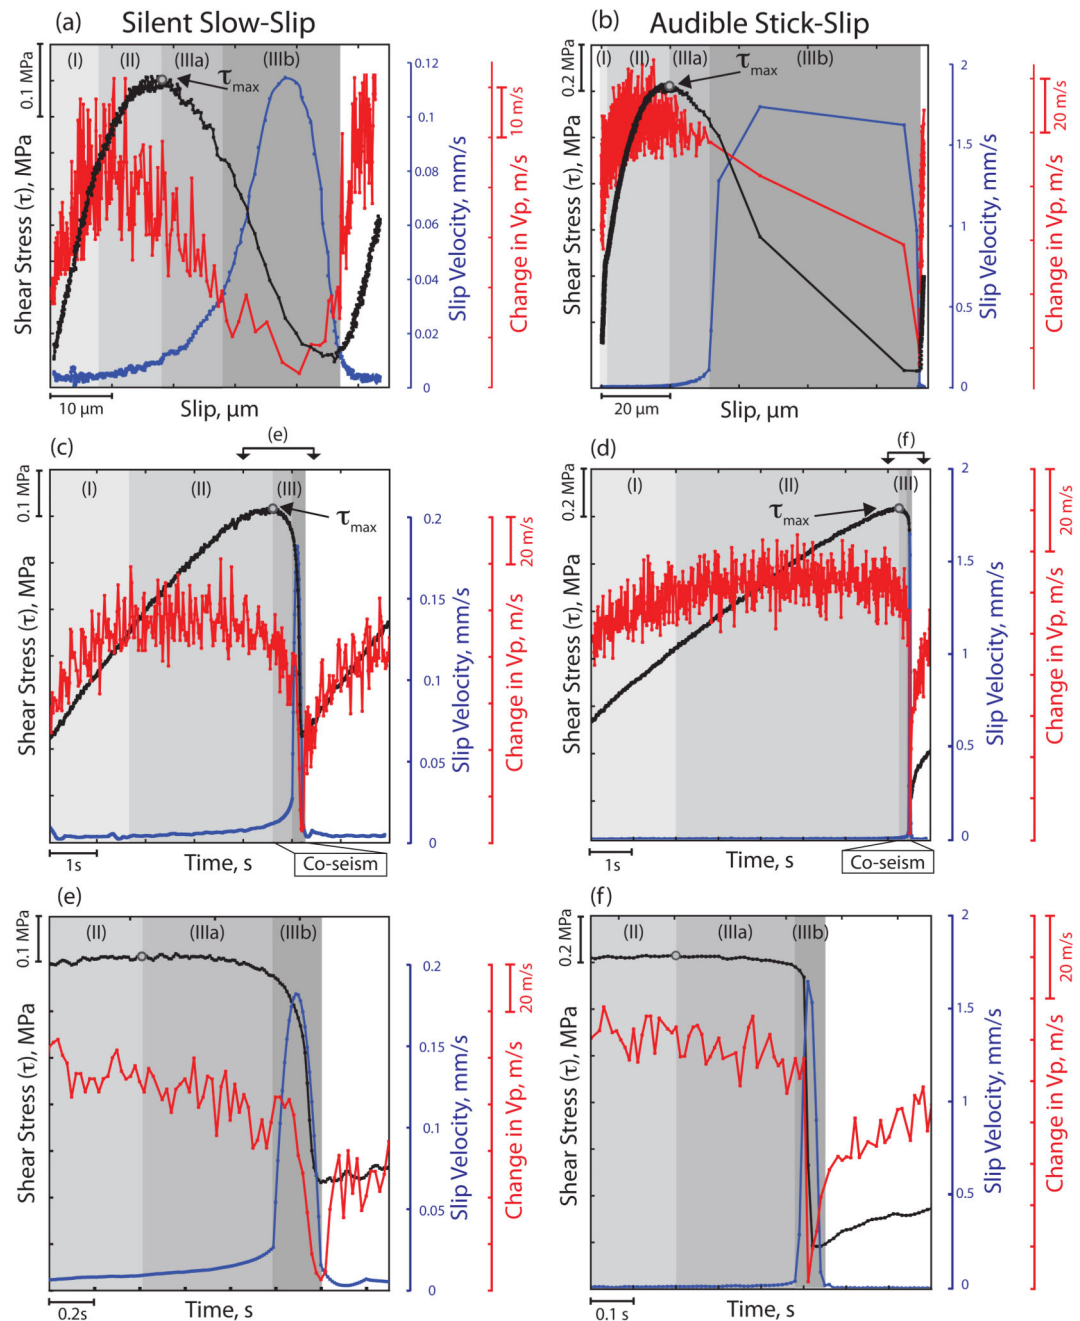 Silent Slow-Slip
Audible Stick-Slip
(a)
0.1 MPa
(I)
(II)
(IIIa)
(IIIb)
τmax
Shear Stress (τ), MPa
10 μm
Slip, μm
0.12
0.1
0.08
0.06
0.04
0.02
0
Slip Velocity, mm/s
10 m/s
Change in Vp, m/s
(b)
0.2 MPa
(I)
(II)
(IIIa)
(IIIb)
τmax
Shear Stress (τ), MPa
20 μm
Slip, μm
2
1.5
1
0.5
0
Slip Velocity, mm/s
20 m/s
Change in Vp, m/s
(c)
(e)
0.1 MPa
(I)
(II)
(III)
τmax
Shear Stress (τ), MPa
1s
Time, s
Co-seism
0.2
0.15
0.1
0.05
0
Slip Velocity, mm/s
20 m/s
Change in Vp, m/s
(d)
(f)
0.2 MPa
(I)
(II)
(III)
τmax
Shear Stress (τ), MPa
1s
Time, s
Co-seism
2
1.5
1
0.5
0
Slip Velocity, mm/s
20 m/s
Change in Vp, m/s
(e)
0.1 MPa
(II)
(IIIa)
(IIIb)
Shear Stress (τ), MPa
0.2s
Time, s
0.2
0.15
0.1
0.05
0
Slip Velocity, mm/s
20 m/s
Change in Vp, m/s
(f)
0.2 MPa
(II)
(IIIa)
(IIIb)
Shear Stress (τ), MPa
0.1 s
Time, s
2
1.5
1
0.5
0
Slip Velocity, mm/s
20 m/s
Change in Vp, m/s